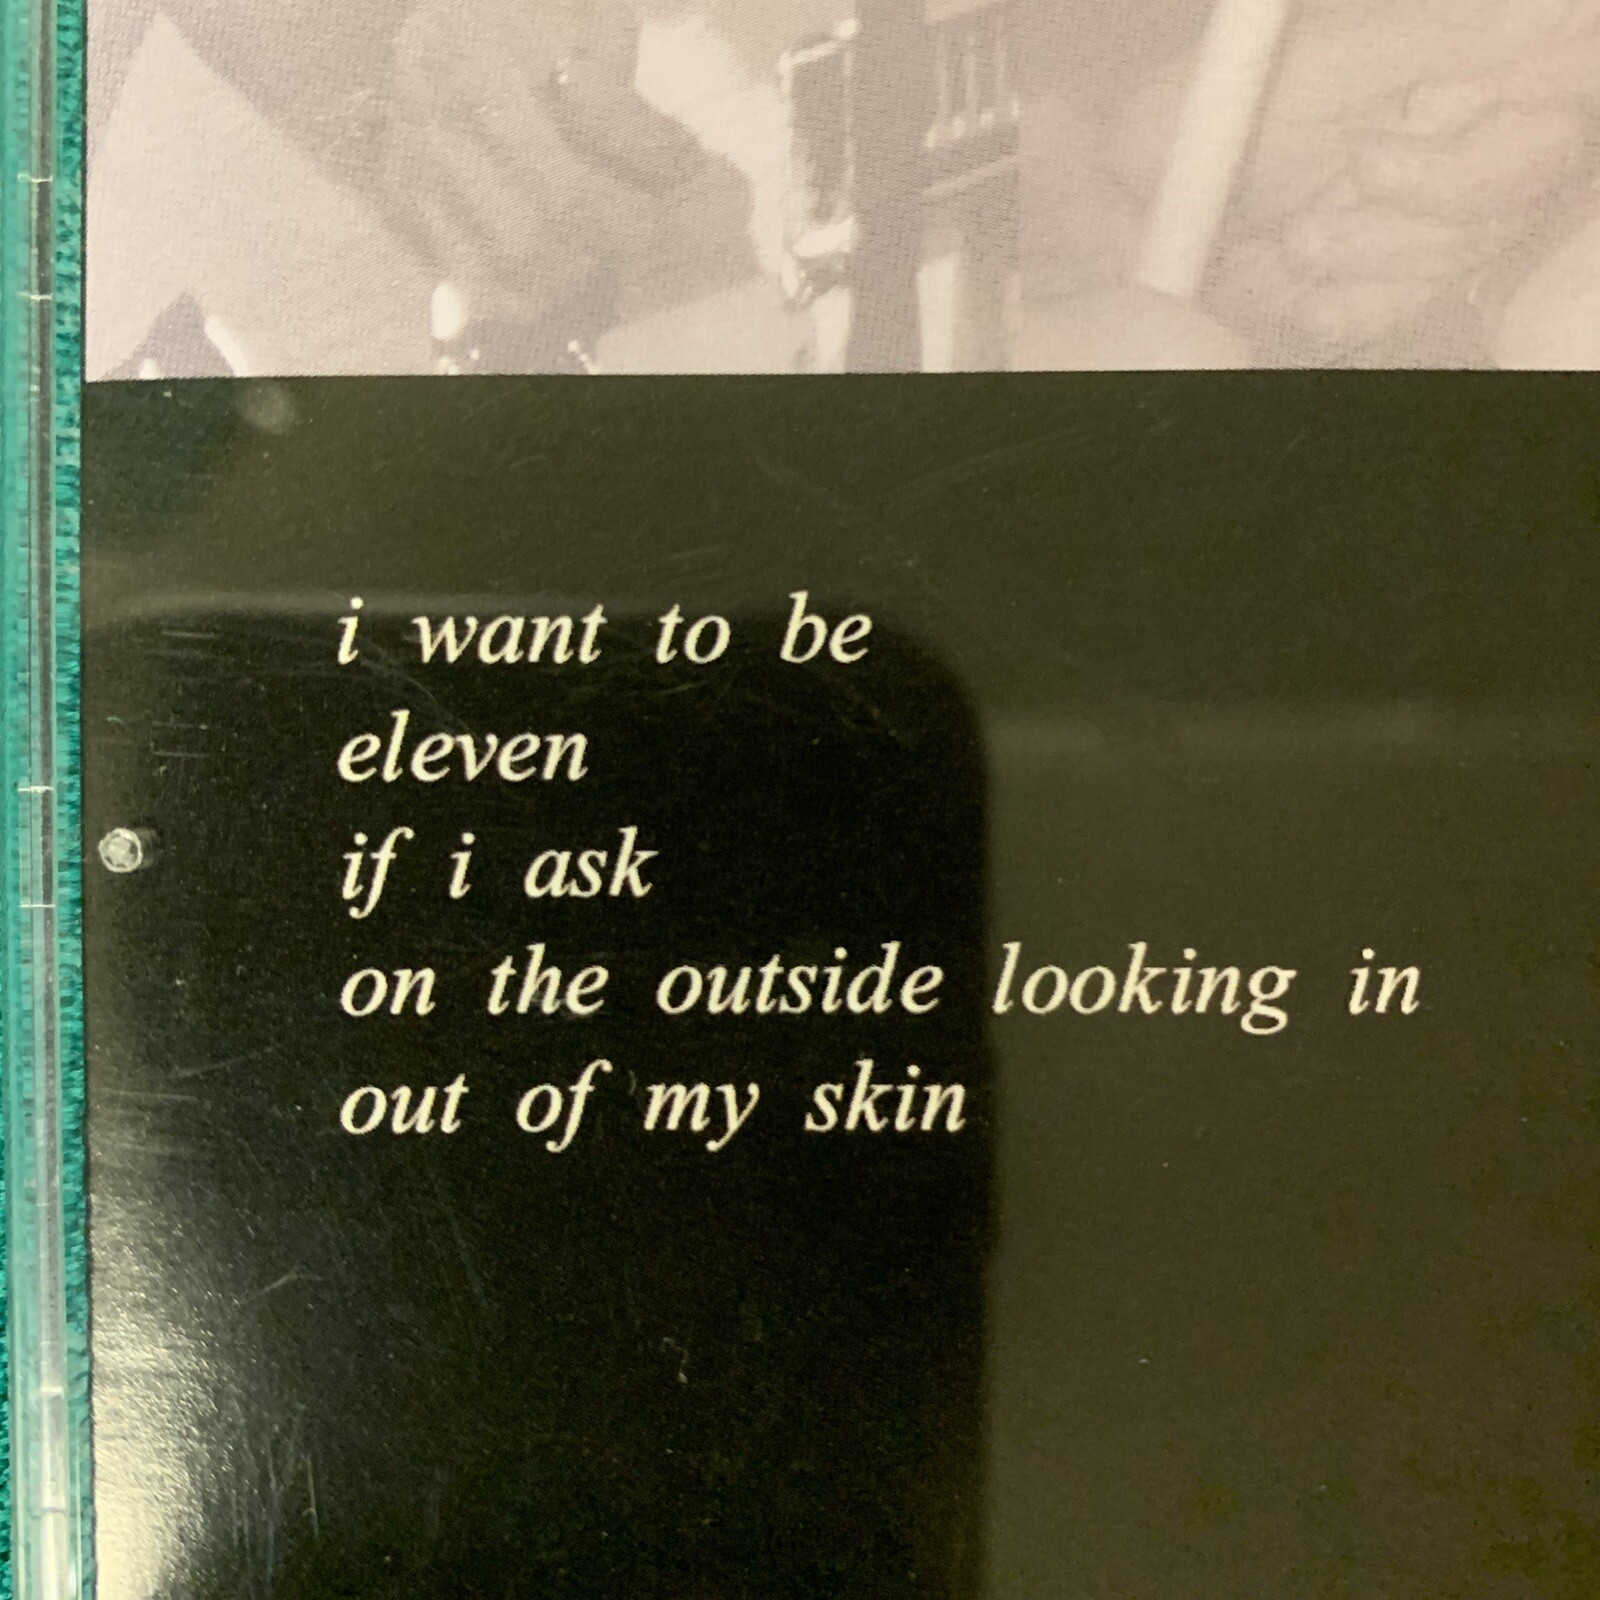 i want to be
eleven
if i ask
on the outside looking in
out of my skin